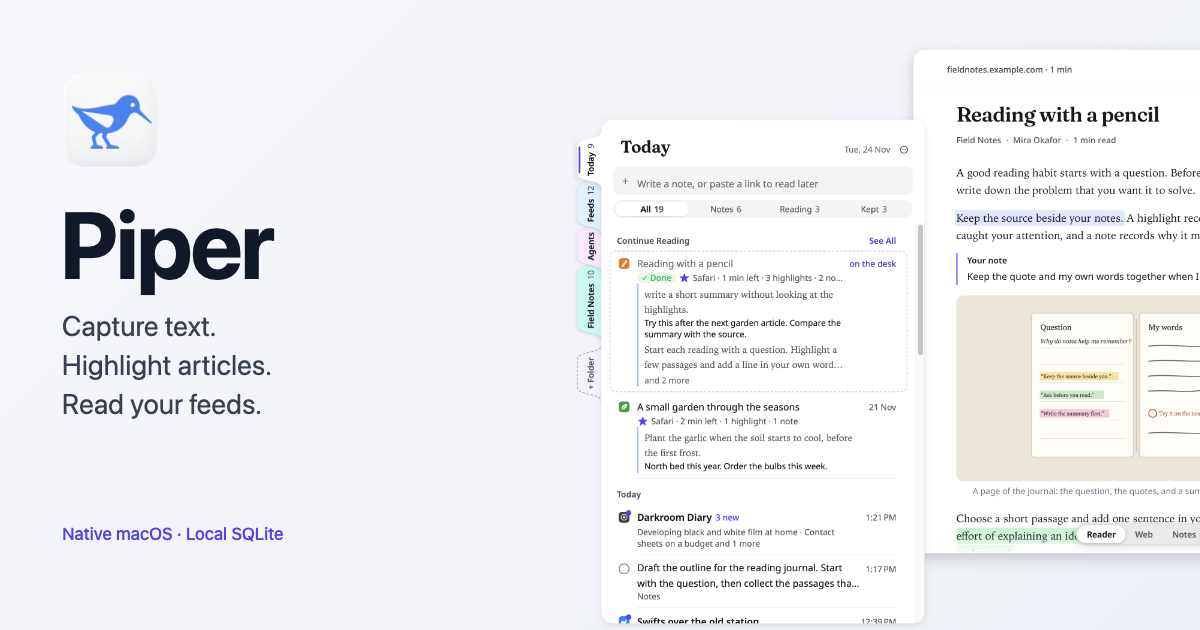 Piper
Capture text.
Highlight articles.
Read your feeds.
Native macOS · Local SQLite
Today 9
Feeds 12
Agents
Field Notes 10
+ Folder
Today
Tue, 24 Nov
+ Write a note, or paste a link to read later
All 19
Notes 6
Reading 3
Kept 3
Continue Reading
See All
Reading with a pencil
on the desk
✓ Done ★ Safari · 1 min left · 3 highlights · 2 no...
write a short summary without looking at the
highlights.
Try this after the next garden article. Compare the
summary with the source.
Start each reading with a question. Highlight a
few passages and add a line in your own word...
and 2 more
A small garden through the seasons
21 Nov
★ Safari · 2 min left · 1 highlight · 1 note
Plant the garlic when the soil starts to cool, before
the first frost.
North bed this year. Order the bulbs this week.
Today
Darkroom Diary 3 new
1:21 PM
Developing black and white film at home · Contact
sheets on a budget and 1 more
Draft the outline for the reading journal. Start
1:17 PM
with the question, then collect the passages tha...
Notes
Swifts over the old station
12:39 PM
fieldnotes.example.com · 1 min
Reading with a pencil
Field Notes · Mira Okafor · 1 min read
A good reading habit starts with a question. Before
write down the problem that you want it to solve.
Keep the source beside your notes. A highlight rec
caught your attention, and a note records why it m
Your note
Keep the quote and my own words together when I
Question
Why do notes help me remember?
"Keep the source beside you."
"Ask before you read."
"Write the summary first."
My words
Try it on the nex
A page of the journal: the question, the quotes, and a sum
Choose a short passage and add one sentence in yo
effort of explaining an ide
Reader
Web
Notes